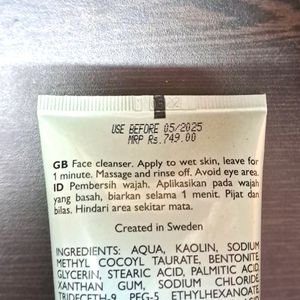 USE BEFORE 05/2025
MRP Rs.749.00
GB Face cleanser. Apply to wet skin, leave for
1 minute. Massage and rinse off. Avoid eye area.
ID Pembersih wajah. Aplikasikan pada wajah
yang basah, biarkan selama 1 menit. Pijat dan
bilas. Hindari area sekitar mata.
Created in Sweden
INGREDIENTS: AQUA, KAOLIN, SODIUM
METHYL COCOYL TAURATE, BENTONITE
GLYCERIN, STEARIC ACID, PALMITIC ACID,
XANTHAN GUM, SODIUM CHLORIDE,
TRIDECETH-9, PEG-5 ETHYLHEXANOATE